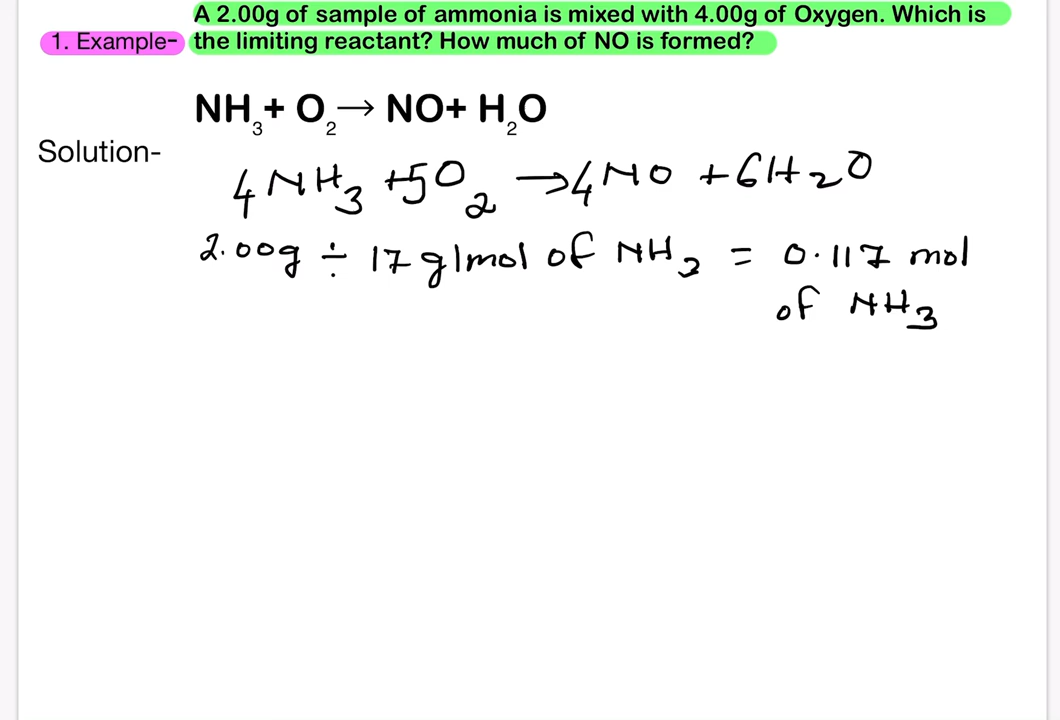 A 2.00g of sample of ammonia is mixed with 4.00g of Oxygen. Which is
1. Example- the limiting reactant? How much of NO is formed?
NH3+ O2→ NO+ H2O
Solution-
4NH3 +5O2 →4NO +6H2O
2.00g ÷ 17 g/mol of NH3 = 0.117 mol
of NH3